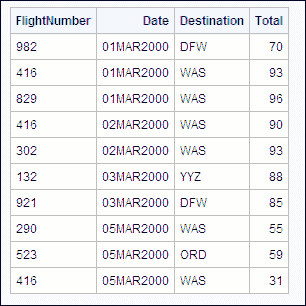 FlightNumber Date Destination Total
982 01MAR2000 DFW 70
416 01MAR2000 WAS 93
829 01MAR2000 WAS 96
416 02MAR2000 WAS 90
302 02MAR2000 WAS 93
132 03MAR2000 YYZ 88
921 03MAR2000 DFW 85
290 05MAR2000 WAS 55
523 05MAR2000 ORD 59
416 05MAR2000 WAS 31